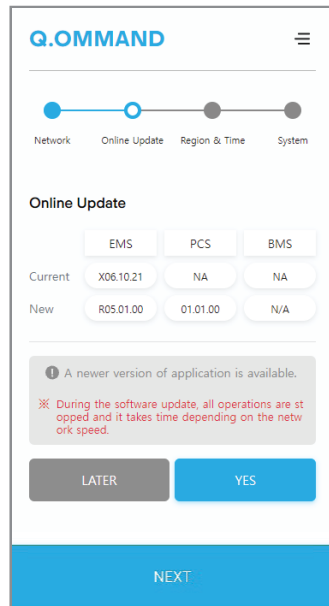 Q.OMMAND
Network Online Update Region & Time System
Online Update
EMS PCS BMS
Current X06.10.21 NA NA
New R05.01.00 01.01.00 N/A
! A newer version of application is available.
※ During the software update, all operations are st
opped and it takes time depending on the netw
ork speed.
LATER YES
NEXT